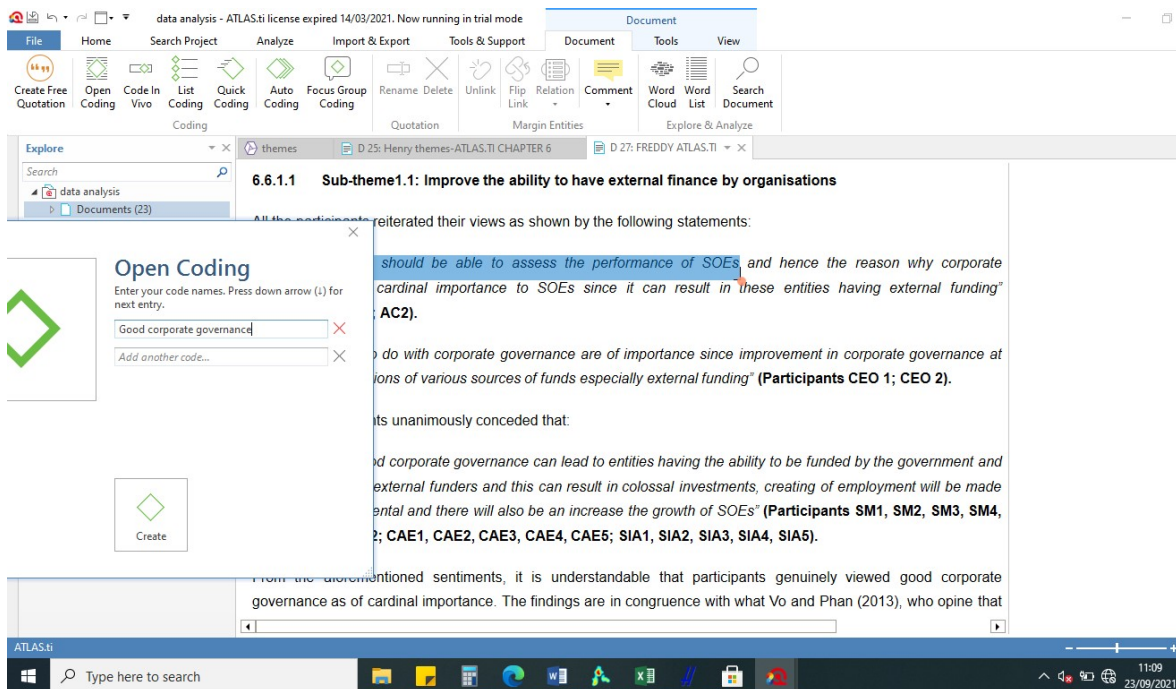 data analysis - ATLAS.ti license expired 14/03/2021. Now running in trial mode
Document
File Home Search Project Analyze Import & Export Tools & Support Document Tools View
Create Free Quotation
Open Coding
Code In Vivo
List Coding
Quick Coding
Auto Coding
Focus Group Coding
Rename
Delete
Unlink
Flip Link
Relation
Comment
Word Cloud
Word List
Search Document
Coding Quotation Margin Entities Explore & Analyze
Explore
themes
D 25: Henry themes-ATLAS.TI CHAPTER 6
D 27: FREDDY ATLAS.TI
Search
data analysis
Documents (23)
6.6.1.1 Sub-theme1.1: Improve the ability to have external finance by organisations
All the participants reiterated their views as shown by the following statements:
should be able to assess the performance of SOEs, and hence the reason why corporate
cardinal importance to SOEs since it can result in these entities having external funding"
; AC2).
do with corporate governance are of importance since improvement in corporate governance at
ions of various sources of funds especially external funding" (Participants CEO 1; CEO 2).
ts unanimously conceded that:
od corporate governance can lead to entities having the ability to be funded by the government and
external funders and this can result in colossal investments, creating of employment will be made
ental and there will also be an increase the growth of SOEs" (Participants SM1, SM2, SM3, SM4,
2; CAE1, CAE2, CAE3, CAE4, CAE5; SIA1, SIA2, SIA3, SIA4, SIA5).
From the aforementioned sentiments, it is understandable that participants genuinely viewed good corporate
governance as of cardinal importance. The findings are in congruence with what Vo and Phan (2013), who opine that
Open Coding
Enter your code names. Press down arrow (↓) for
next entry.
Good corporate governance
Add another code...
Create
ATLAS.ti
Type here to search
11:09
23/09/2021